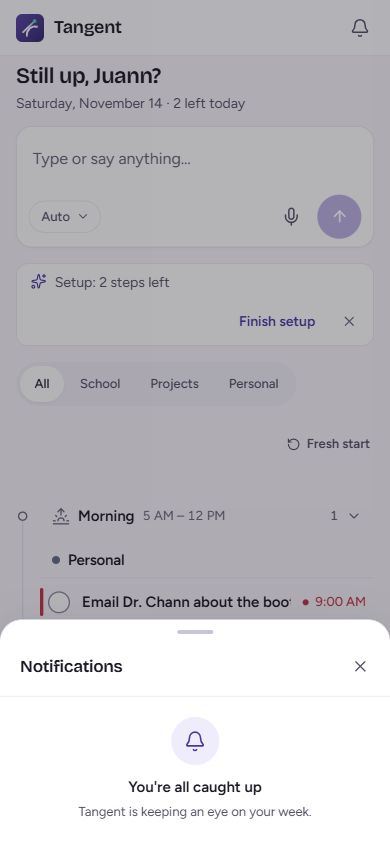 Tangent
Still up, Juann?
Saturday, November 14 · 2 left today
Type or say anything...
Auto
Setup: 2 steps left
Finish setup
All School Projects Personal
Fresh start
Morning 5 AM – 12 PM 1
Personal
Email Dr. Chann about the boo 9:00 AM
Notifications
You're all caught up
Tangent is keeping an eye on your week.